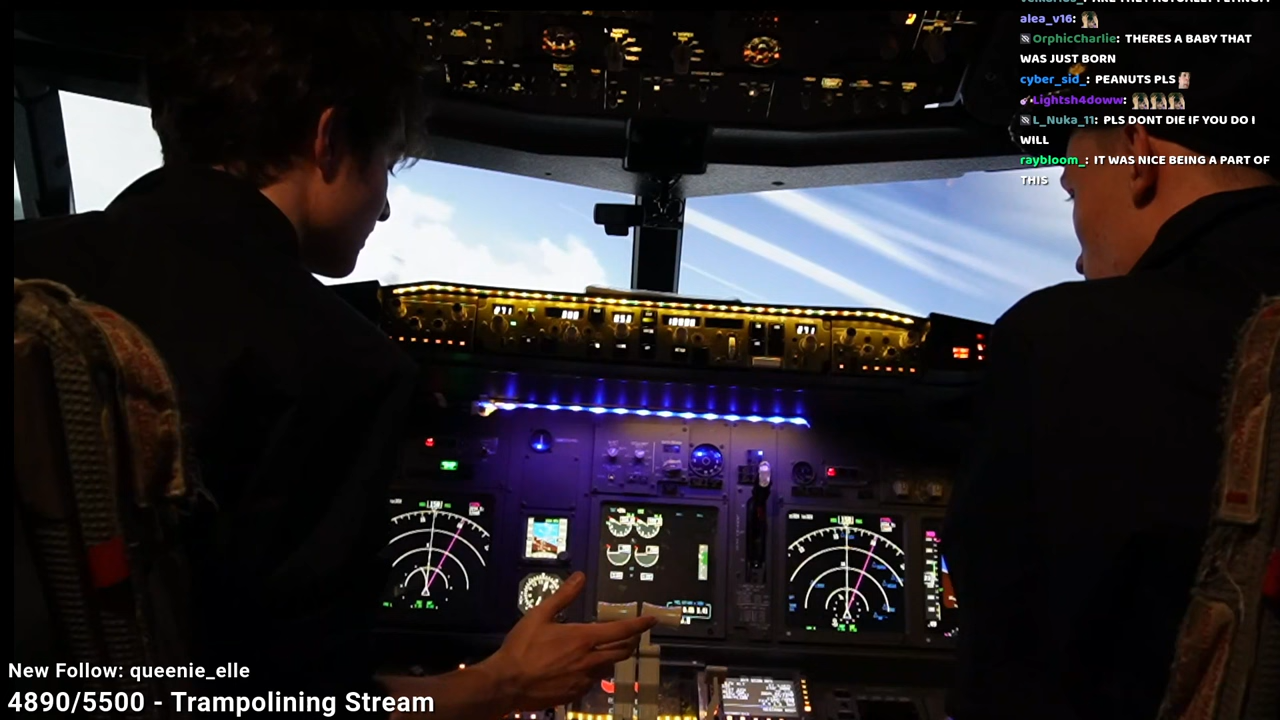 alea_v16:
OrphicCharlie: THERES A BABY THAT
WAS JUST BORN
cyber_sid_: PEANUTS PLS
Lightsh4doww:
L_Nuka_11: PLS DONT DIE IF YOU DO I
WILL
raybloom_: IT WAS NICE BEING A PART OF
THIS
New Follow: queenie_elle
4890/5500 - Trampolining Stream